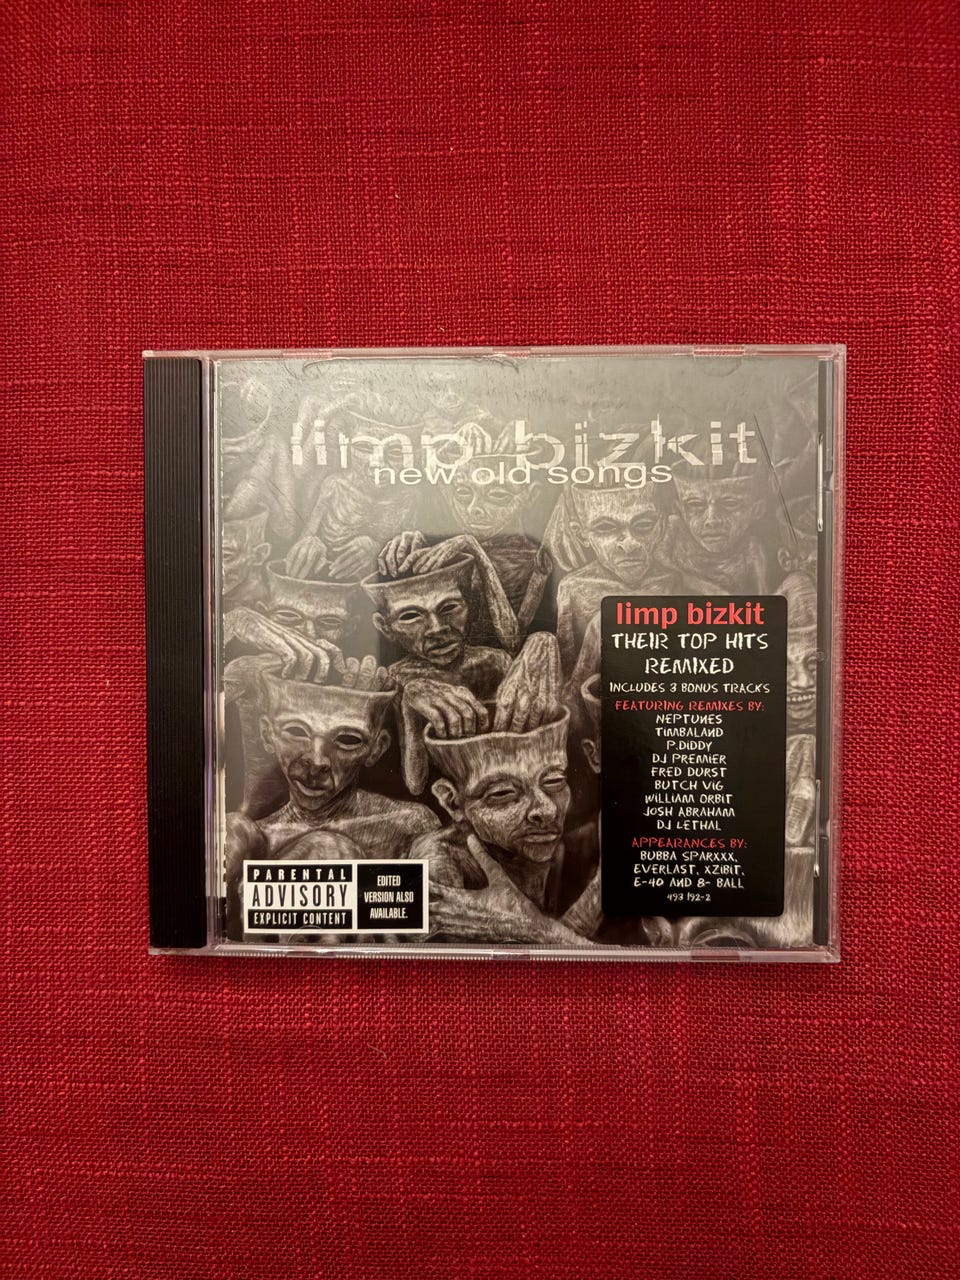 limp bizkit
new old songs
limp bizkit
THEIR TOP HITS
REMIXED
INCLUDES 3 BONUS TRACKS
FEATURING REMIXES BY:
NEPTUNES
TIMBALAND
P.DIDDY
DJ PREMIER
FRED DURST
BUTCH VIG
WILLIAM ORBIT
JOSH ABRAHAM
DJ LETHAL
APPEARANCES BY:
BUBBA SPARXXX,
EVERLAST, XZIBIT,
E-40 AND 8- BALL
493 192-2
PARENTAL
ADVISORY
EXPLICIT CONTENT
EDITED
VERSION ALSO
AVAILABLE.